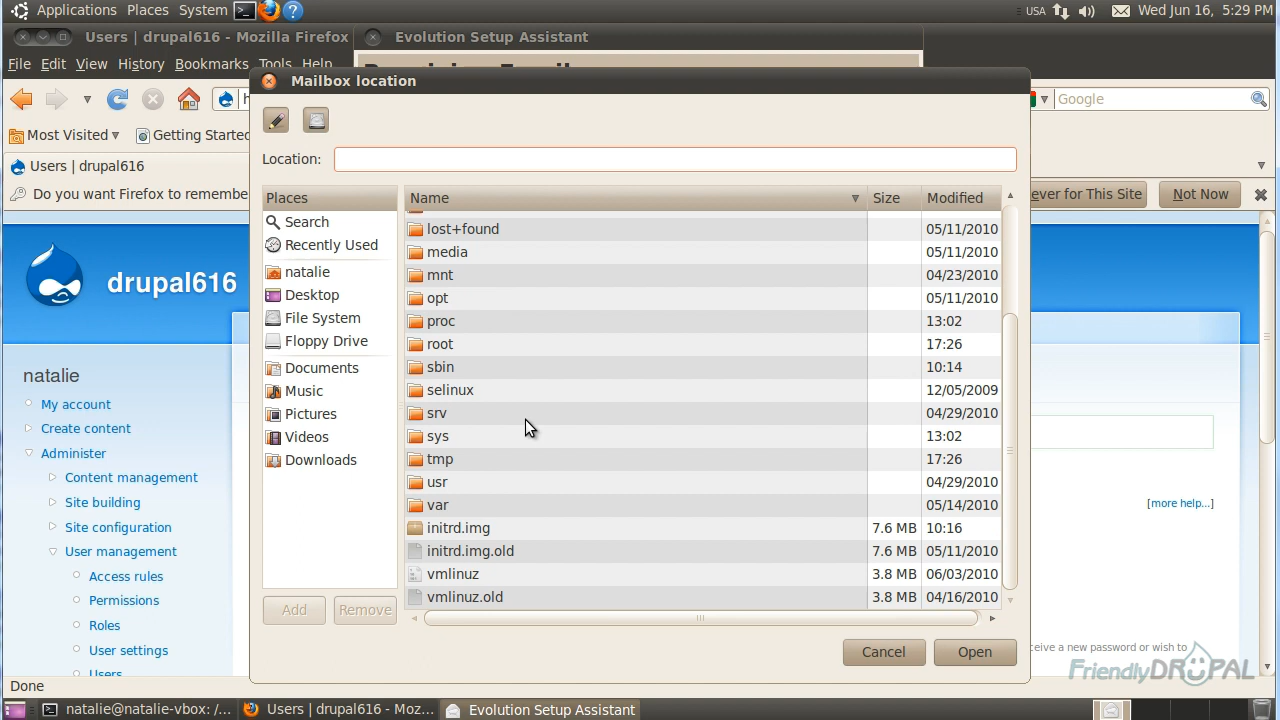 Applications Places System USA Wed Jun 16, 5:29 PM
Users | drupal616 - Mozilla Firefox
Evolution Setup Assistant
File Edit View History Bookmarks Tools Help
Mailbox location
Google
Most Visited
Getting Started
Location:
Users | drupal616
Do you want Firefox to remembe
ever for This Site
Not Now
Places
Name Size Modified
Search
Recently Used
natalie
Desktop
File System
Floppy Drive
Documents
Music
Pictures
Videos
Downloads
lost+found 05/11/2010
media 05/11/2010
mnt 04/23/2010
opt 05/11/2010
proc 13:02
root 17:26
sbin 10:14
selinux 12/05/2009
srv 04/29/2010
sys 13:02
tmp 17:26
usr 04/29/2010
var 05/14/2010
initrd.img 7.6 MB 10:16
initrd.img.old 7.6 MB 05/11/2010
vmlinuz 3.8 MB 06/03/2010
vmlinuz.old 3.8 MB 04/16/2010
Add Remove
Cancel Open
drupal616
natalie
My account
Create content
Administer
Content management
Site building
Site configuration
User management
Access rules
Permissions
Roles
User settings
Users
[more help...]
ceive a new password or wish to
FriendlyDRUPAL
Done
natalie@natalie-vbox: /...
Users | drupal616 - Moz...
Evolution Setup Assistant